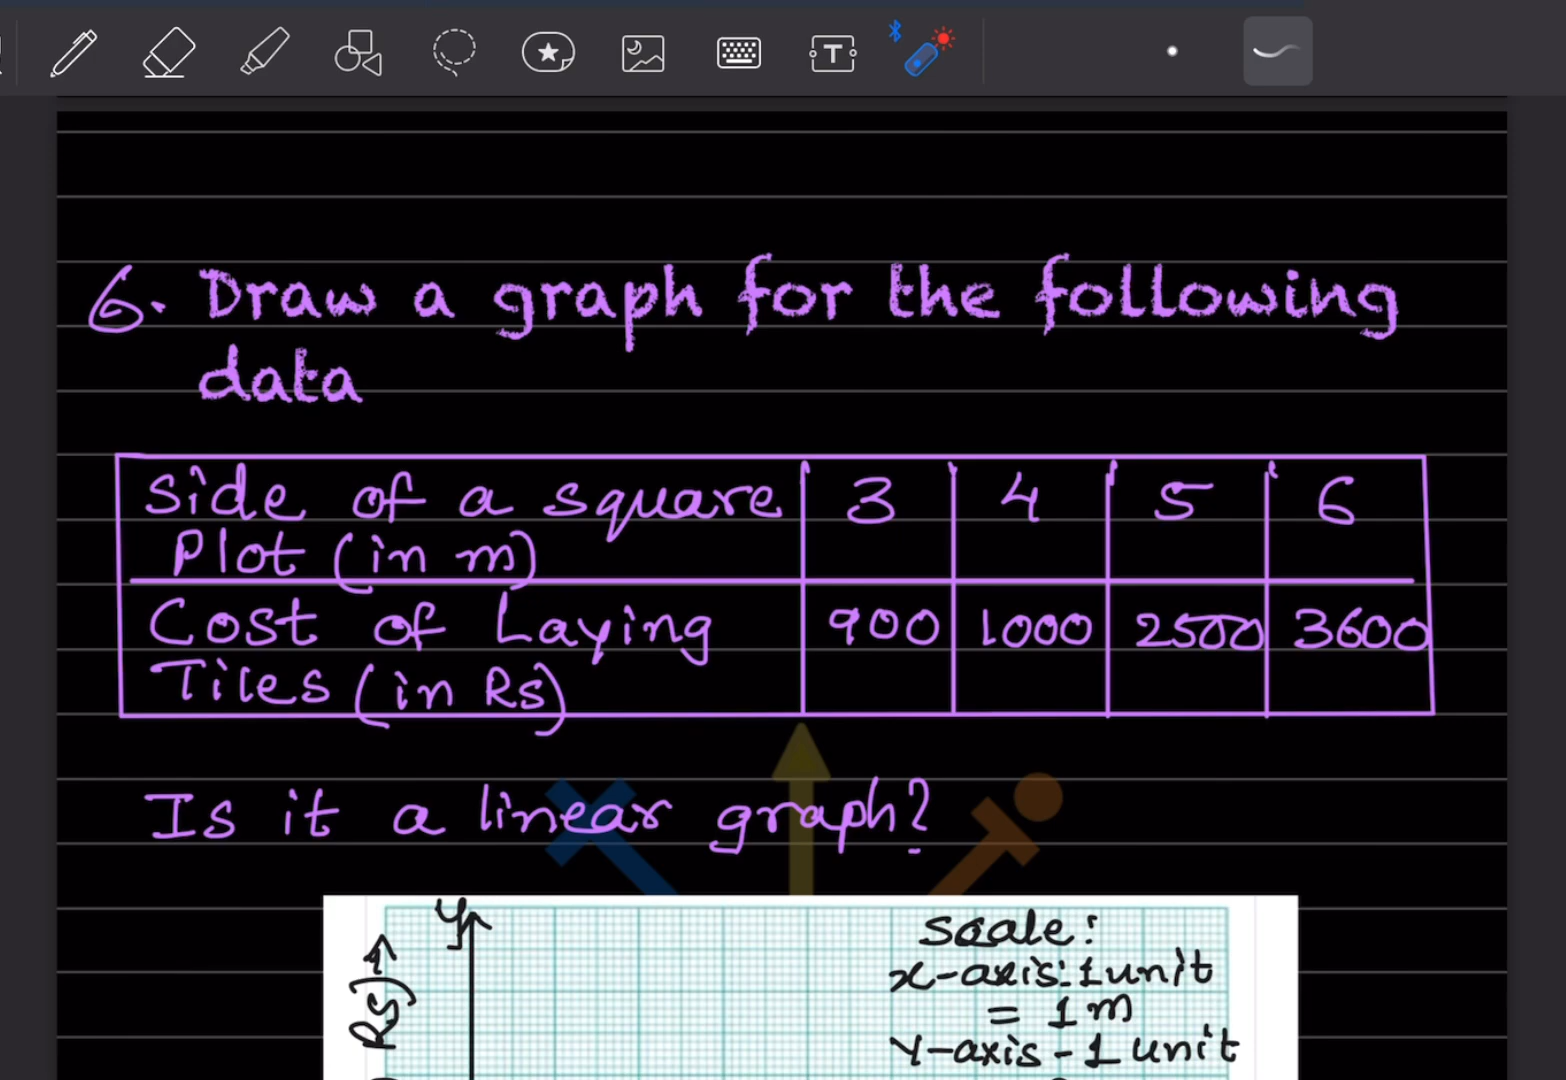 6. Draw a graph for the following
data
Side of a square 3 4 5 6
Plot (in m)
Cost of Laying 900 1000 2500 3600
Tiles (in Rs)
Is it a linear graph?
Y
Rs)
Scale:
x-axis: 1 unit
= 1 m
Y-axis - 1 unit